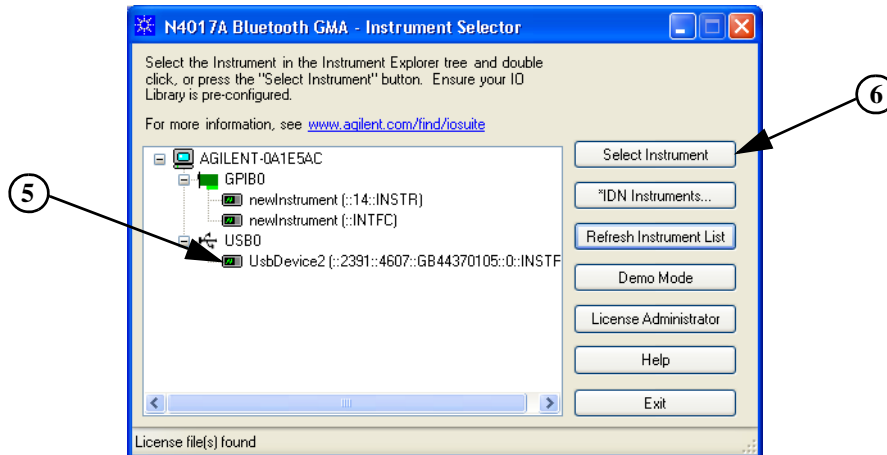 N4017A Bluetooth GMA - Instrument Selector
Select the Instrument in the Instrument Explorer tree and double
click, or press the "Select Instrument" button. Ensure your IO
Library is pre-configured.
For more information, see www.agilent.com/find/iosuite
6
Select Instrument
AGILENT-0A1E5AC
GPIB0
5
newInstrument (::14::INSTR)
*IDN Instruments...
newInstrument (::INTFC)
USB0
Refresh Instrument List
UsbDevice2 (::2391::4607::GB44370105::0::INSTF
Demo Mode
License Administrator
Help
Exit
License file(s) found